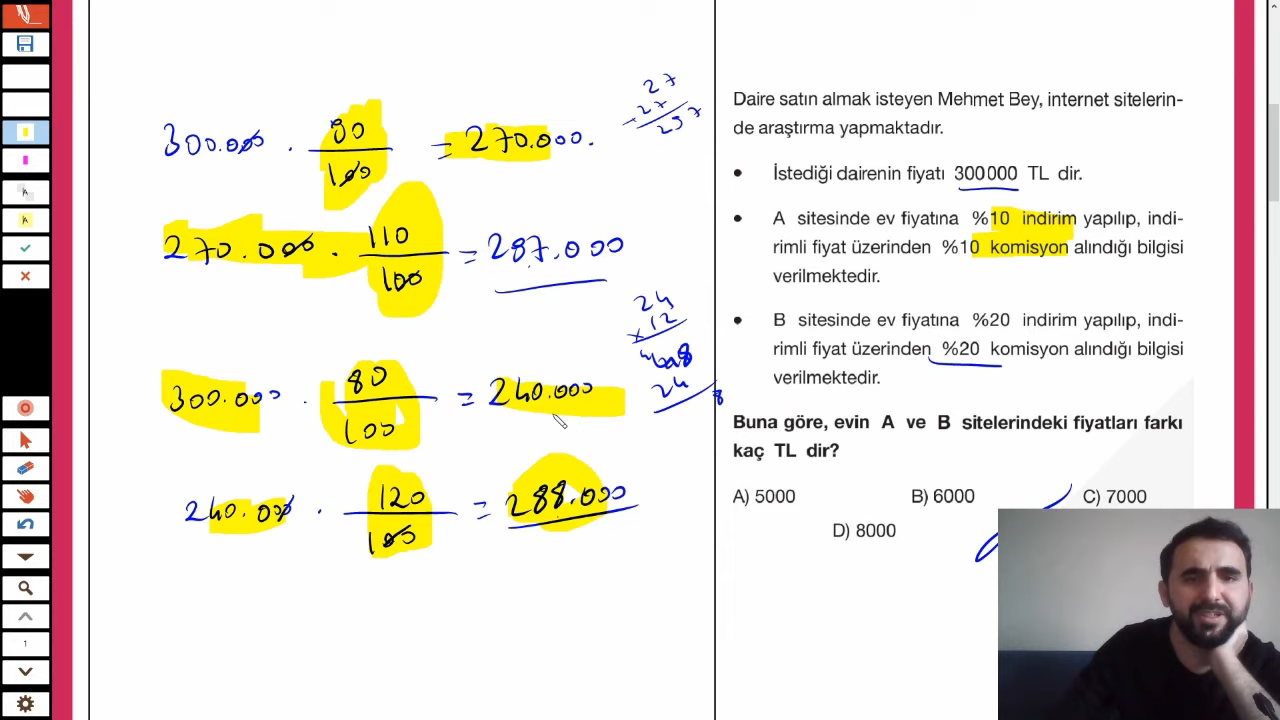 300.000 . 90/100 = 270.000.
27
27
297
270.000 . 110/100 = 287.000
24
x 12
48
24
8
300.000 . 80/100 = 240.000
240.000 . 120/100 = 288.000
Daire satın almak isteyen Mehmet Bey, internet sitelerin-
de araştırma yapmaktadır.
• İstediği dairenin fiyatı 300000 TL dir.
• A sitesinde ev fiyatına %10 indirim yapılıp, indi-
rimli fiyat üzerinden %10 komisyon alındığı bilgisi
verilmektedir.
• B sitesinde ev fiyatına %20 indirim yapılıp, indi-
rimli fiyat üzerinden %20 komisyon alındığı bilgisi
verilmektedir.
Buna göre, evin A ve B sitelerindeki fiyatları farkı
kaç TL dir?
A) 5000 B) 6000 C) 7000
D) 8000
1